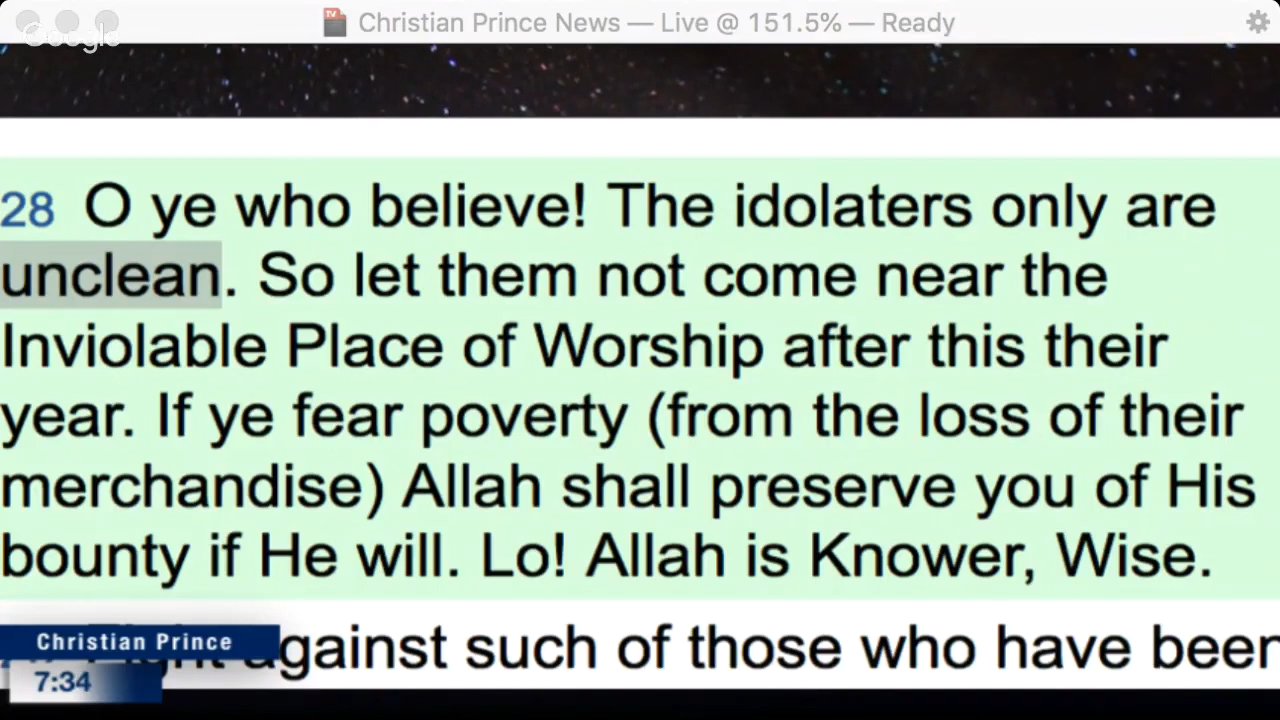 Christian Prince News — Live @ 151.5% — Ready
Google
28 O ye who believe! The idolaters only are
unclean. So let them not come near the
Inviolable Place of Worship after this their
year. If ye fear poverty (from the loss of their
merchandise) Allah shall preserve you of His
bounty if He will. Lo! Allah is Knower, Wise.
Fight against such of those who have been
Christian Prince
7:34